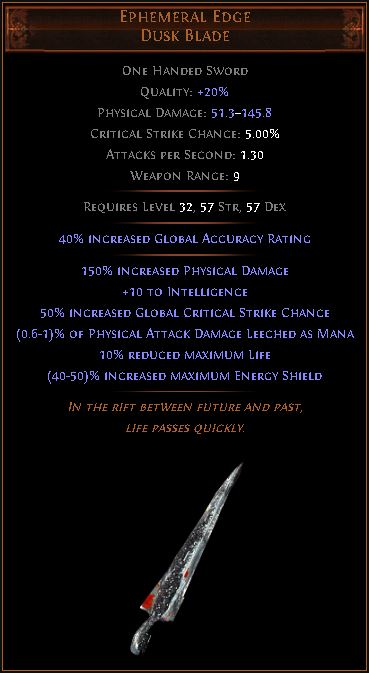 Ephemeral Edge
Dusk Blade
One Handed Sword
Quality: +20%
Physical Damage: 51.3–145.8
Critical Strike Chance: 5.00%
Attacks per Second: 1.30
Weapon Range: 9
Requires Level 32, 57 Str, 57 Dex
40% increased Global Accuracy Rating
150% increased Physical Damage
+10 to Intelligence
50% increased Global Critical Strike Chance
(0.6-1)% of Physical Attack Damage Leeched as Mana
10% reduced maximum Life
(40-50)% increased maximum Energy Shield
In the rift between future and past,
life passes quickly.